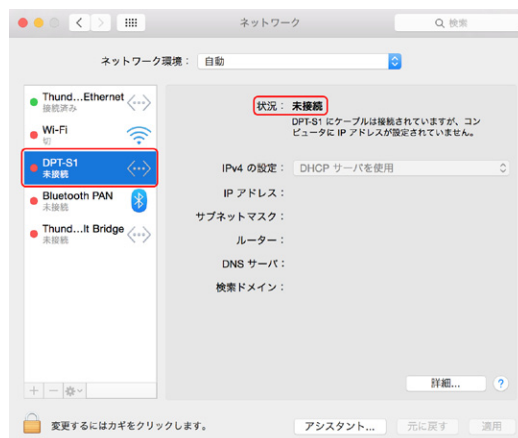 ネットワーク
検索
ネットワーク環境： 自動
Thund...Ethernet
接続済み
Wi-Fi
切
DPT-S1
未接続
Bluetooth PAN
未接続
Thund...lt Bridge
未接続
状況： 未接続
DPT-S1 にケーブルは接続されていますが、コン
ピュータに IP アドレスが設定されていません。
IPv4 の設定： DHCP サーバを使用
IP アドレス：
サブネットマスク：
ルーター：
DNS サーバ：
検索ドメイン：
詳細... ?
変更するにはカギをクリックします。
アシスタント... 元に戻す 適用